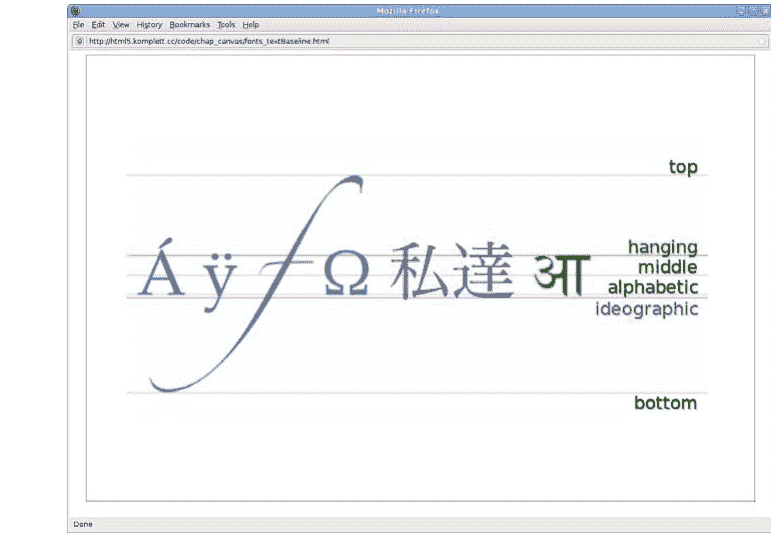 Mozilla Firefox
File Edit View History Bookmarks Tools Help
http://html5.komplett.cc/code/chap_canvas/fonts_textBaseline.html
top
Á ÿ f Ω 私達 आ
hanging
middle
alphabetic
ideographic
bottom
Done